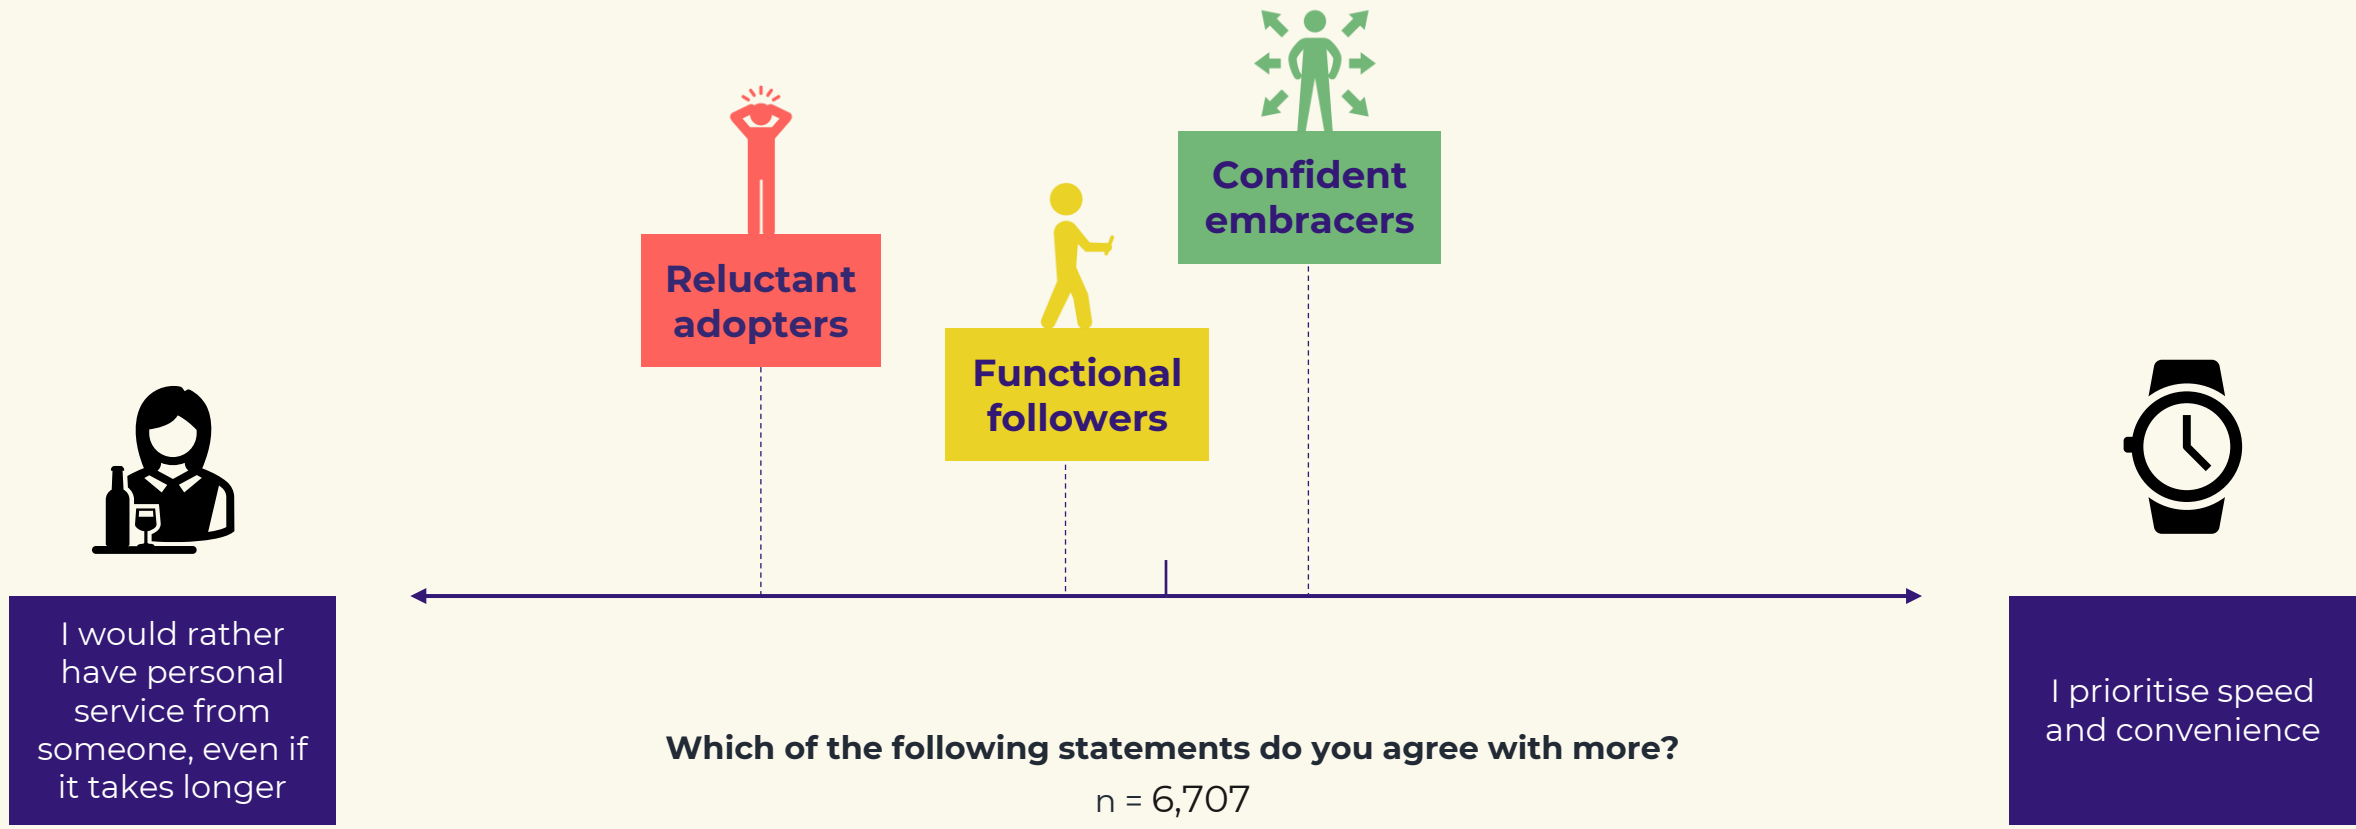 Confident
embracers
Reluctant
adopters
Functional
followers
I would rather
have personal
service from
someone, even if
it takes longer
I prioritise speed
and convenience
Which of the following statements do you agree with more?
n = 6,707